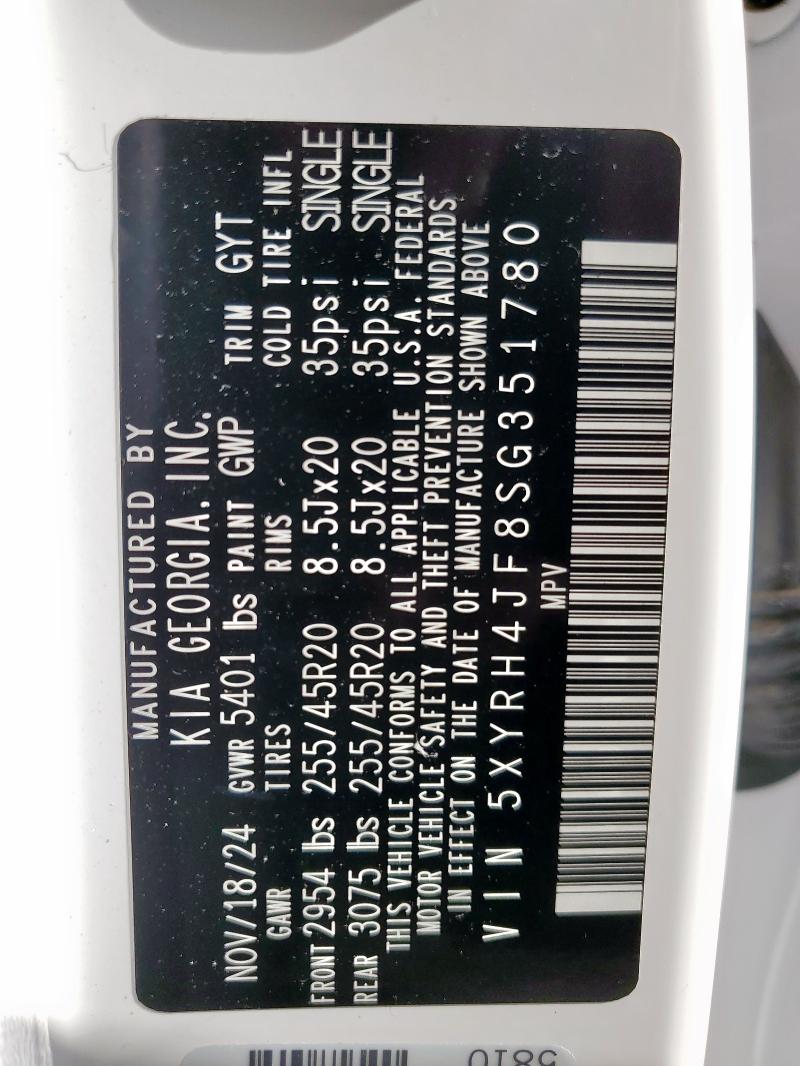 MANUFACTURED BY
KIA GEORGIA, INC.
NOV/18/24 GVWR 5401 lbs PAINT GWP TRIM GYT
GAWR TIRES RIMS COLD TIRE INFL
FRONT 2954 lbs 255/45R20 8.5Jx20 35psi SINGLE
REAR 3075 lbs 255/45R20 8.5Jx20 35psi SINGLE
THIS VEHICLE CONFORMS TO ALL APPLICABLE U.S.A. FEDERAL
MOTOR VEHICLE SAFETY AND THEFT PREVENTION STANDARDS
IN EFFECT ON THE DATE OF MANUFACTURE SHOWN ABOVE
VIN 5XYRH4JF8SG351780
MPV
5810